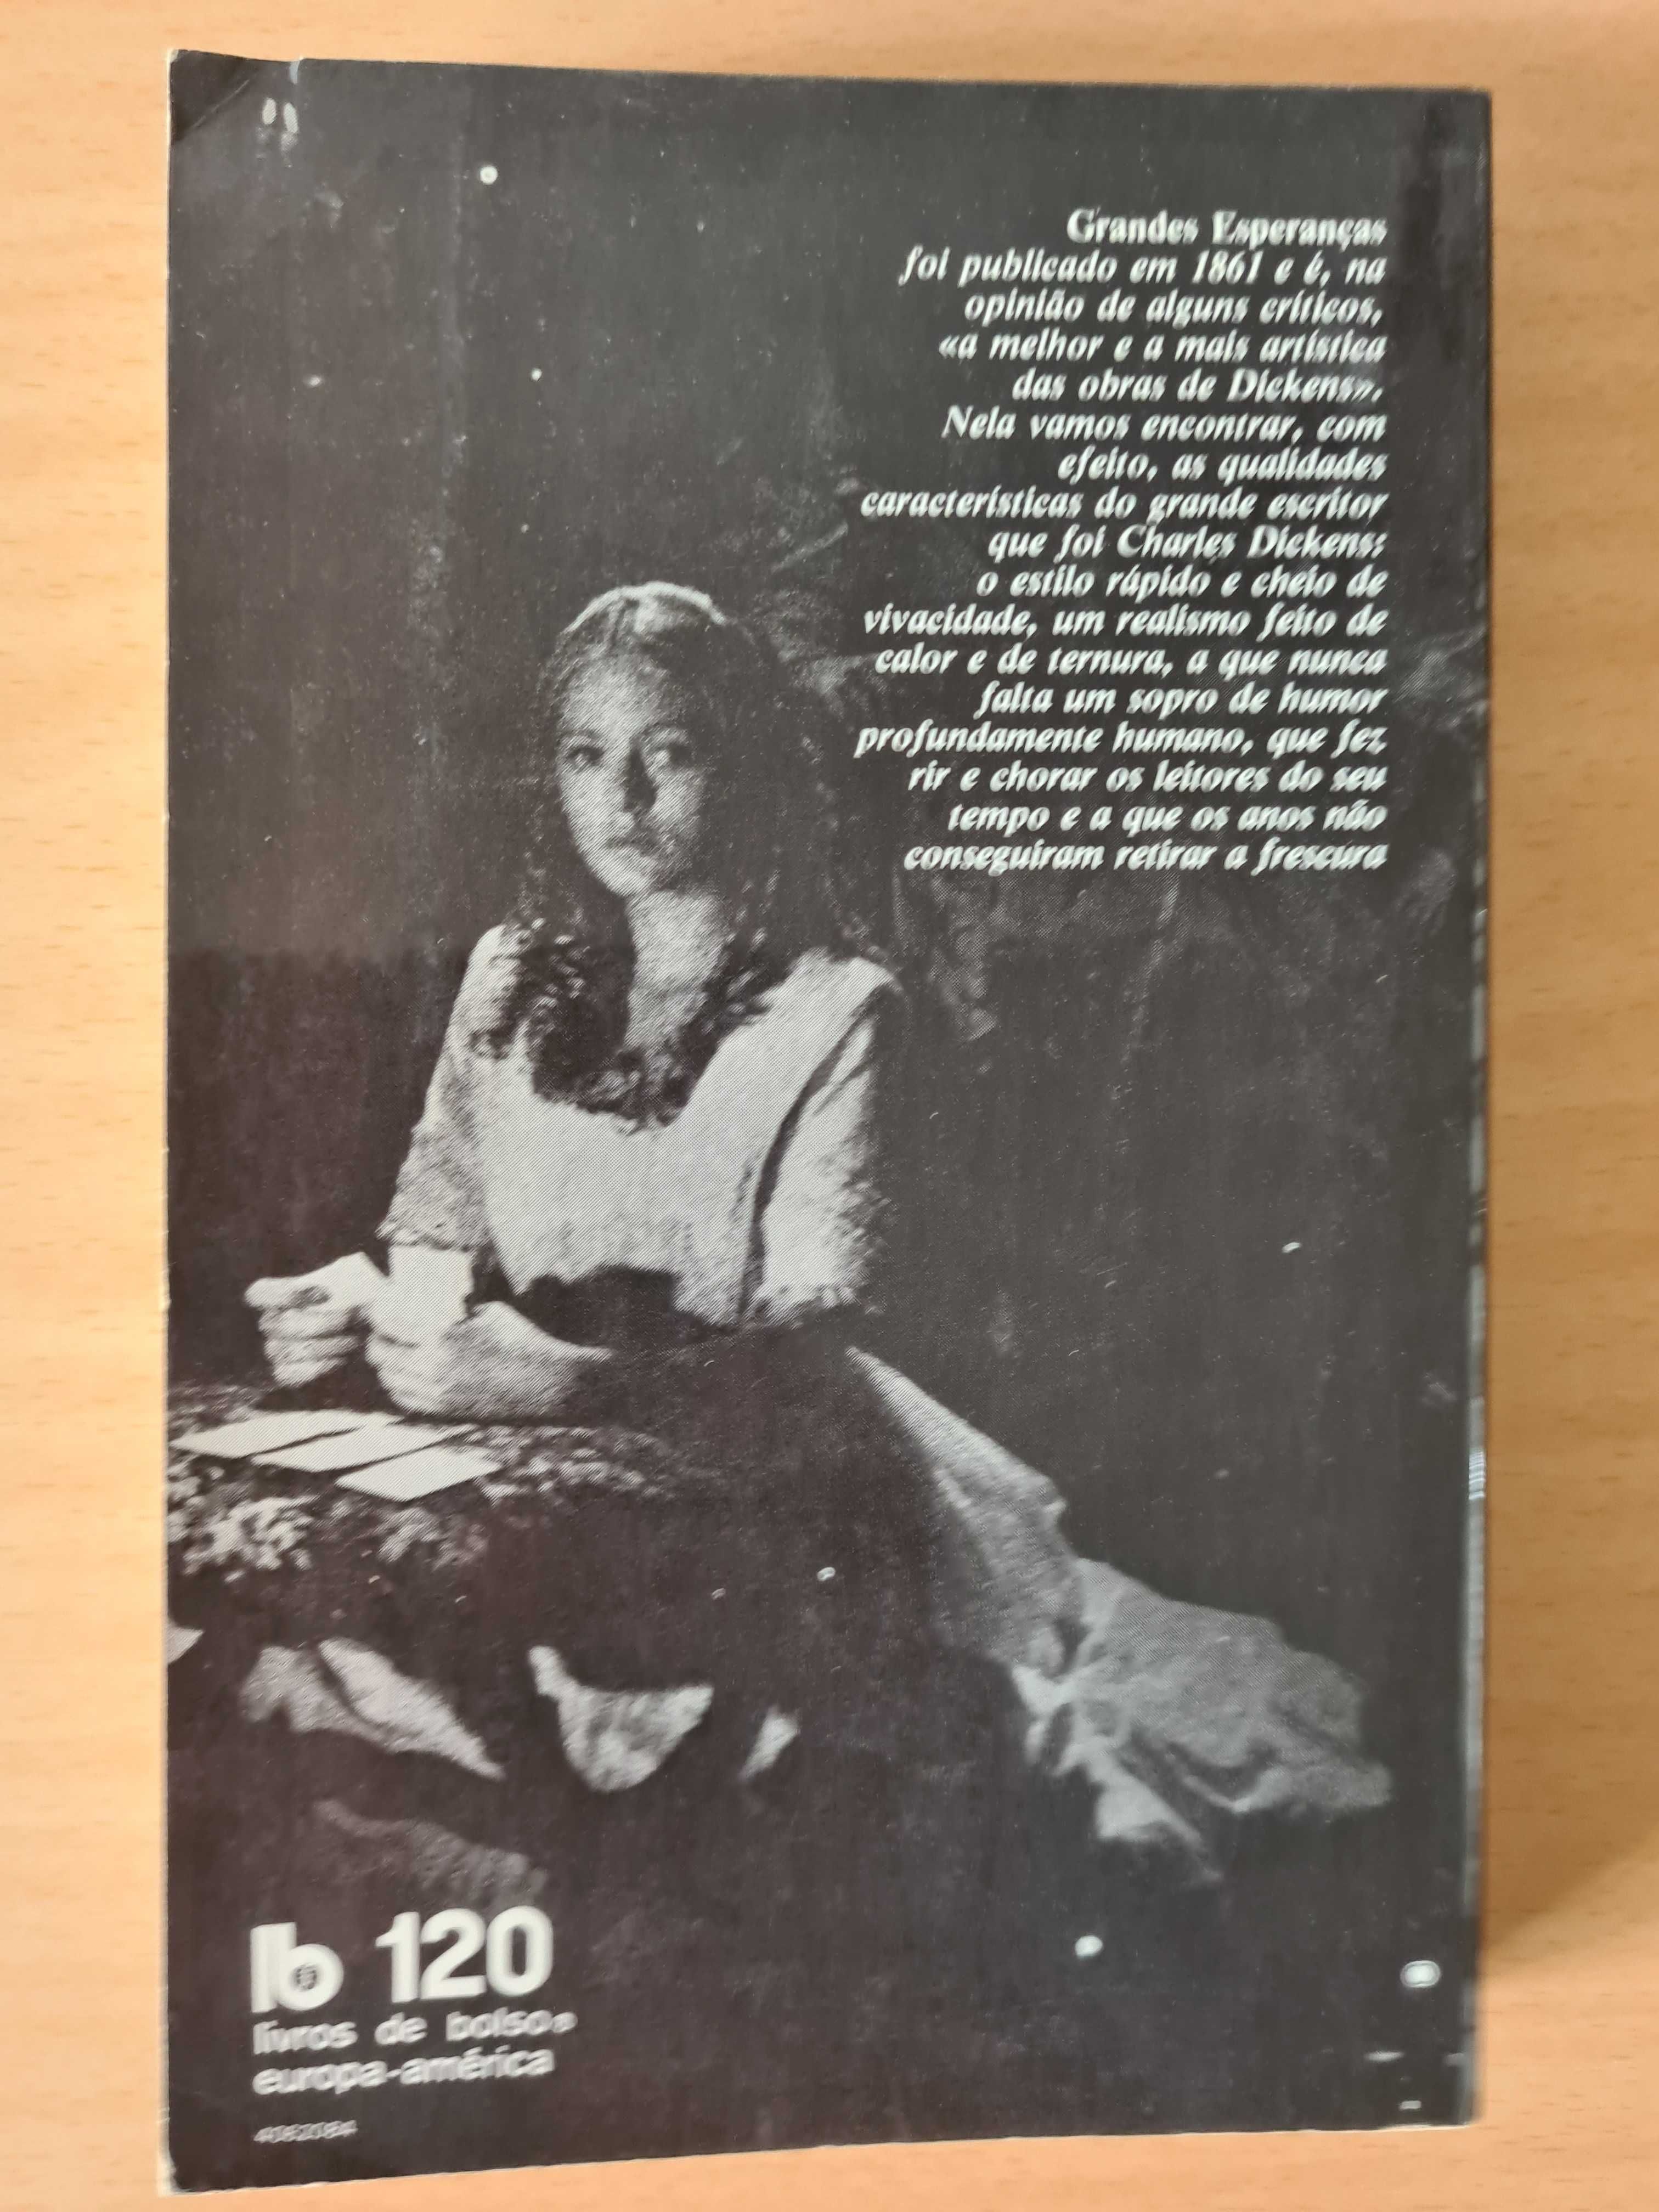 Grandes Esperanças
foi publicado em 1861 e é, na
opinião de alguns críticos,
«a melhor e a mais artística
das obras de Dickens».
Nela vamos encontrar, com
efeito, as qualidades
características do grande escritor
que foi Charles Dickens:
o estilo rápido e cheio de
vivacidade, um realismo feito de
calor e de ternura, a que nunca
falta um sopro de humor
profundamente humano, que fez
rir e chorar os leitores do seu
tempo e a que os anos não
conseguiram retirar a frescura
lb 120
livros de bolso
europa-américa